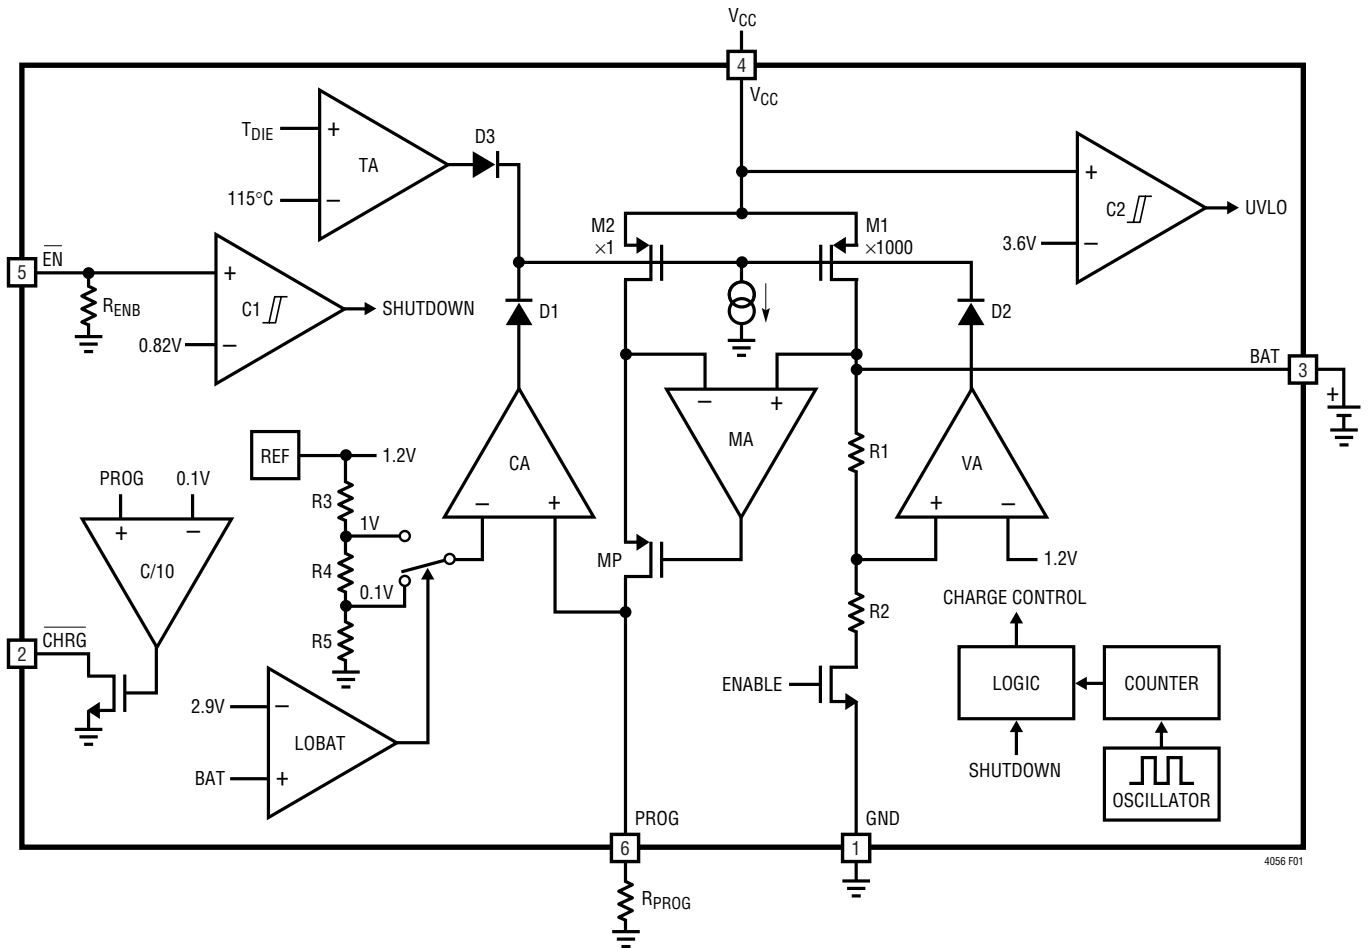 VCC
4
VCC
TDIE
+
115°C
−
TA
D3
M2
×1
M1
×1000
+
3.6V
−
C2
UVLO
5
EN
RENB
+
0.82V
−
C1
SHUTDOWN
D1
D2
BAT
3
+
REF
1.2V
R3
1V
R4
0.1V
R5
CA
−
+
−
+
MA
R1
VA
+
−
1.2V
PROG
0.1V
+
−
C/10
MP
R2
2
CHRG
2.9V
−
LOBAT
BAT
+
ENABLE
CHARGE CONTROL
LOGIC
COUNTER
SHUTDOWN
OSCILLATOR
PROG
6
RPROG
GND
1
4056 F01